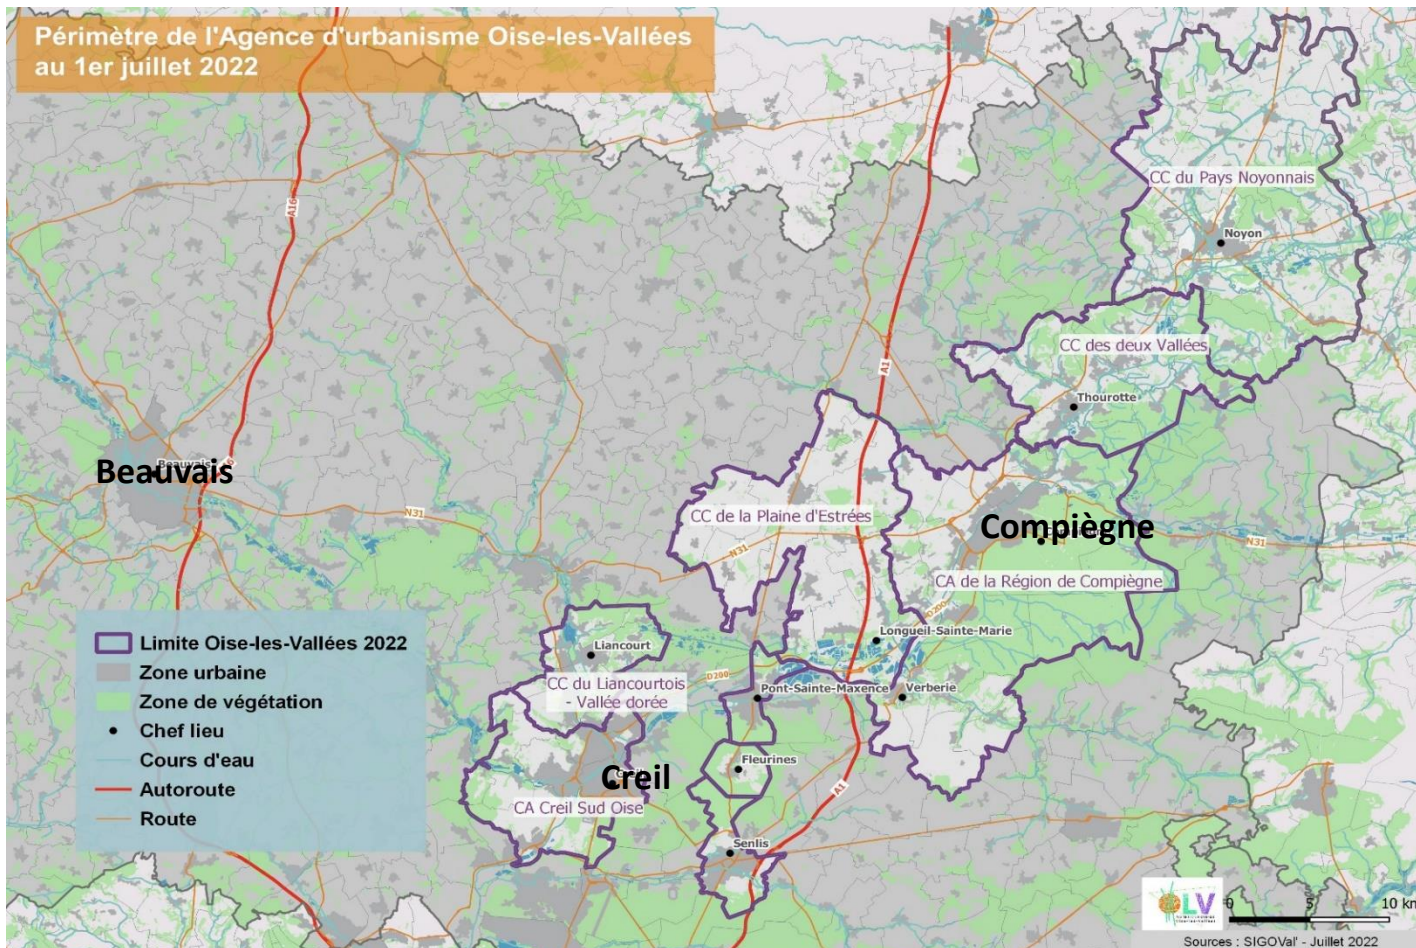 Périmètre de l'Agence d'urbanisme Oise-les-Vallées
au 1er juillet 2022
A16
CC du Pays Noyonnais
Noyon
CC des deux Vallées
A1
Thourotte
Beauvais
CC de la Plaine d'Estrées
Compiègne
N31
N31
N31
CA de la Région de Compiègne
D200
Longueil-Sainte-Marie
Liancourt
CC du Liancourtois
- Vallée dorée
D200
Pont-Sainte-Maxence
Verberie
Fleurines
Creil
A1
CA Creil Sud Oise
Senlis
Limite Oise-les-Vallées 2022
Zone urbaine
Zone de végétation
Chef lieu
Cours d'eau
Autoroute
Route
OLV
0 5 10 km
Sources : SIGOVal' - Juillet 2022